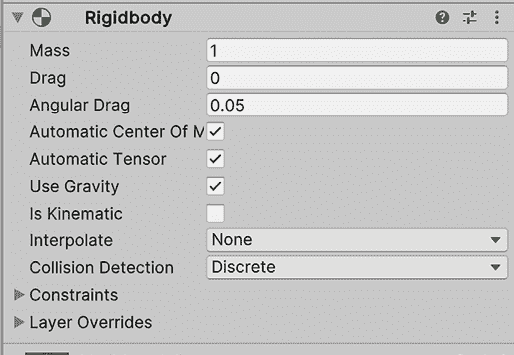 Rigidbody
Mass 1
Drag 0
Angular Drag 0.05
Automatic Center Of M
Automatic Tensor
Use Gravity
Is Kinematic
Interpolate None
Collision Detection Discrete
Constraints
Layer Overrides